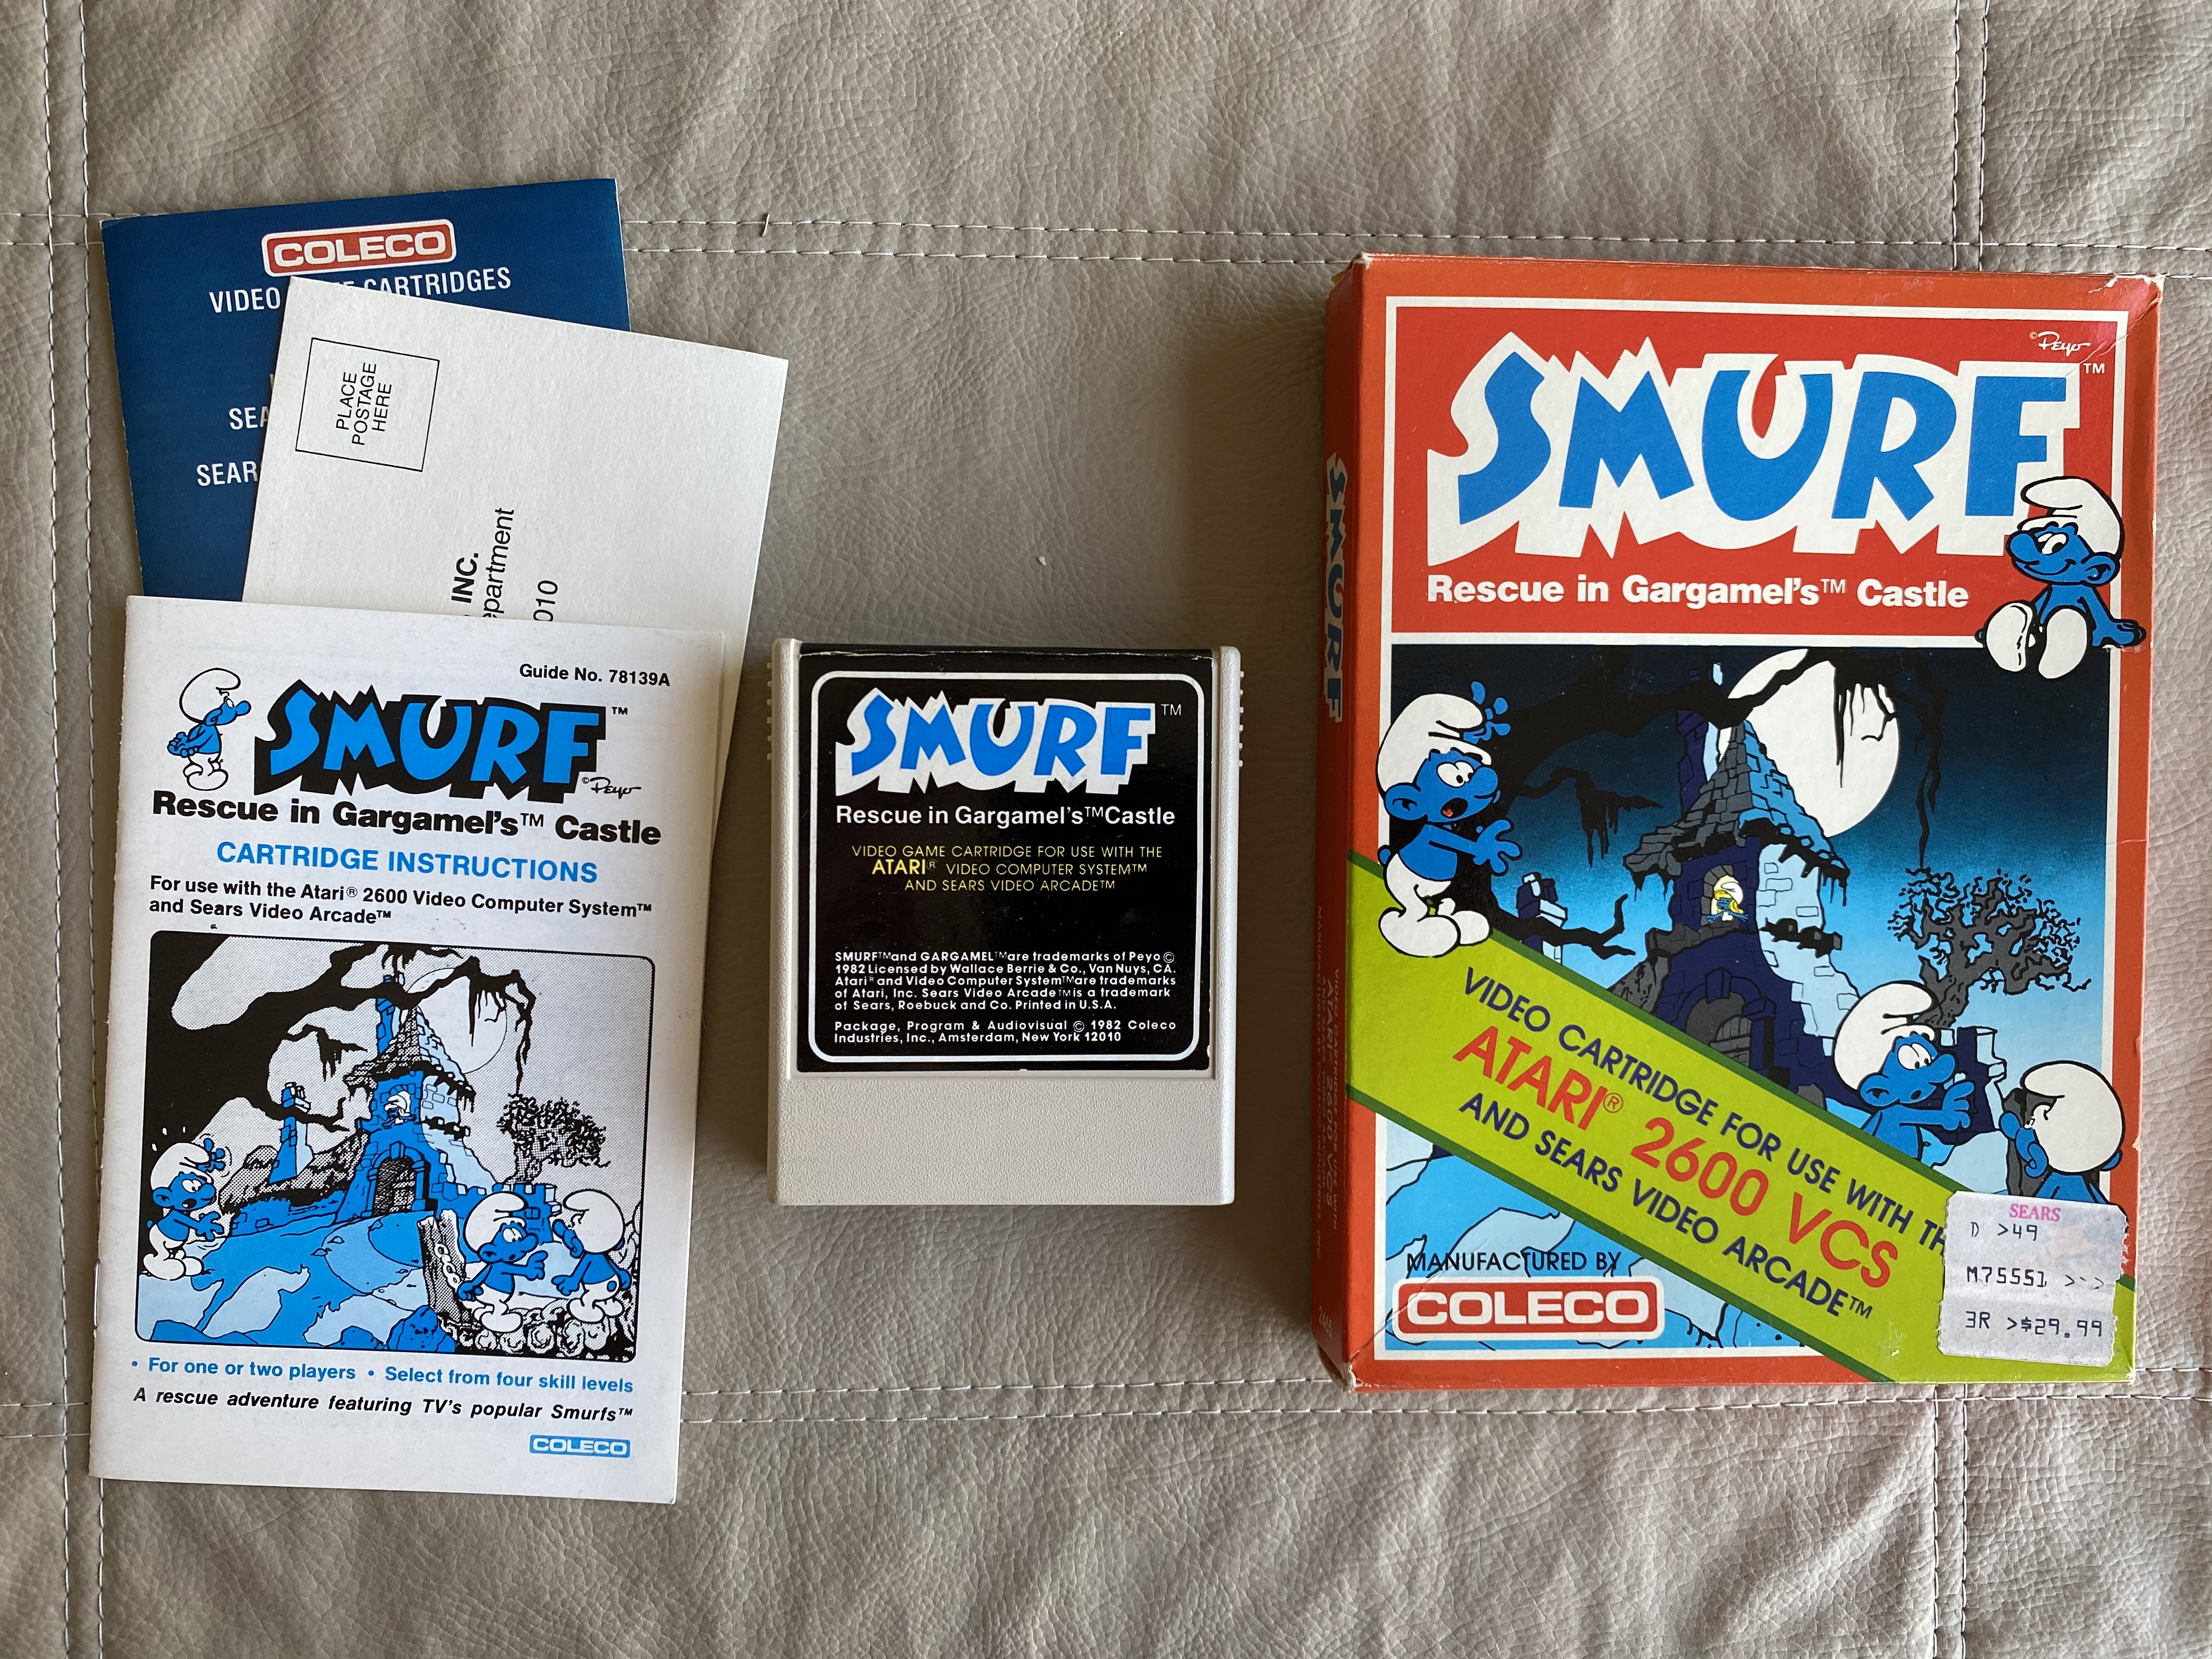 COLECO
VIDEO CARTRIDGES
PLACE
POSTAGE
HERE
INC.
010
Guide No. 78139A
SMURF™
© Peyo
Rescue in Gargamel's™ Castle
CARTRIDGE INSTRUCTIONS
For use with the Atari® 2600 Video Computer System™
and Sears Video Arcade™
• For one or two players • Select from four skill levels
A rescue adventure featuring TV's popular Smurfs™
COLECO
SMURF™
Rescue in Gargamel's™Castle
VIDEO GAME CARTRIDGE FOR USE WITH THE
ATARI® VIDEO COMPUTER SYSTEM™
AND SEARS VIDEO ARCADE™
SMURF™and GARGAMEL™are trademarks of Peyo ©
1982 Licensed by Wallace Berrie & Co., Van Nuys, CA.
Atari® and Video Computer System™are trademarks
of Atari, Inc. Sears Video Arcade™is a trademark
of Sears, Roebuck and Co. Printed in U.S.A.
Package, Program & Audiovisual © 1982 Coleco
Industries, Inc., Amsterdam, New York 12010
SMURF
© Peyo
SMURF™
Rescue in Gargamel's™ Castle
VIDEO CARTRIDGE FOR USE WITH TH
ATARI® 2600 VCS
AND SEARS VIDEO ARCADE™
MANUFACTURED BY
COLECO
SEARS
D >49
M75551 >
3R >$29.99